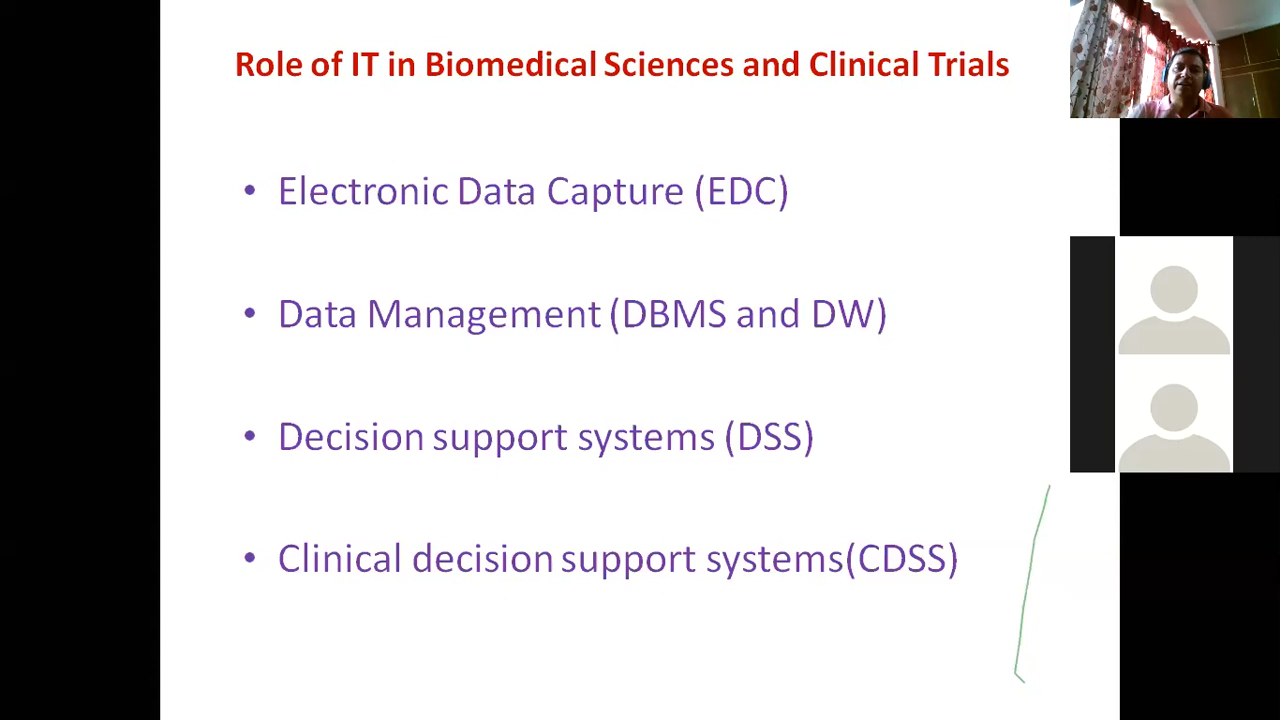 Role of IT in Biomedical Sciences and Clinical Trials
• Electronic Data Capture (EDC)
• Data Management (DBMS and DW)
• Decision support systems (DSS)
• Clinical decision support systems(CDSS)